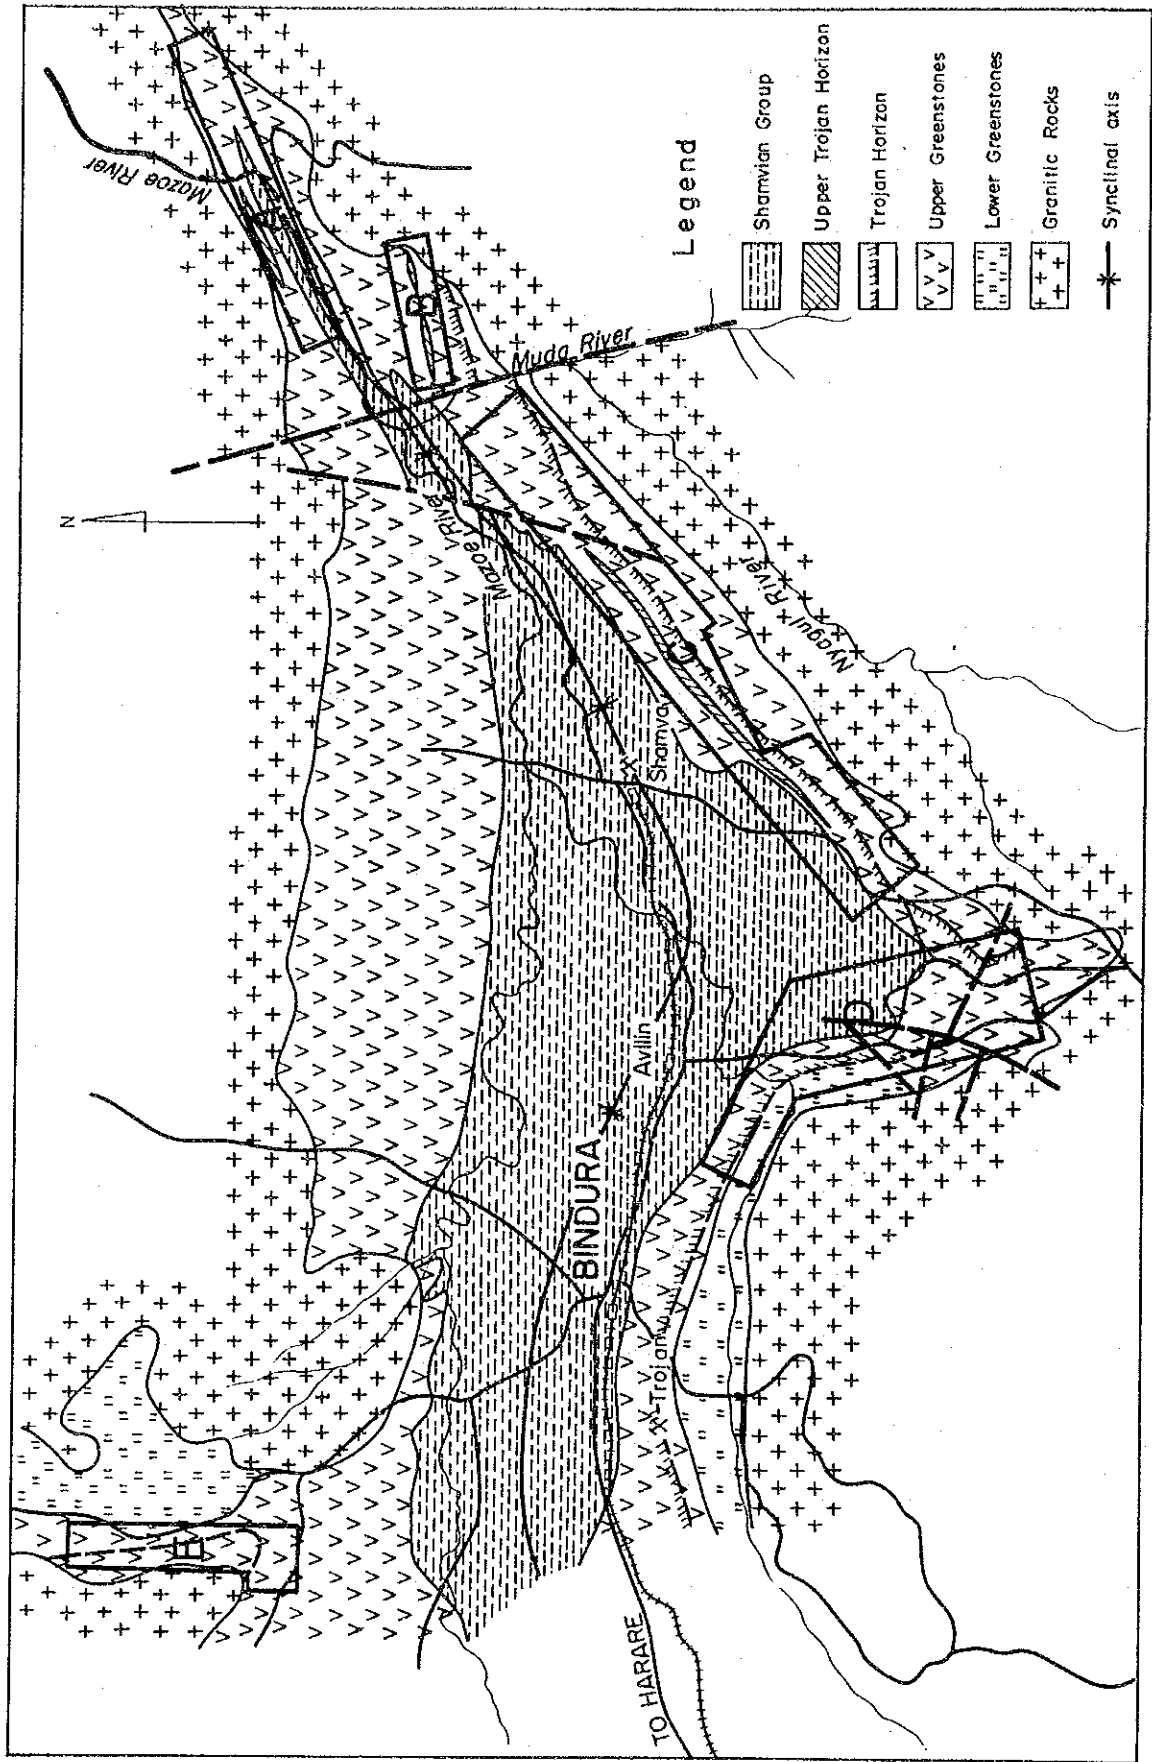 N
Mazoe River
A
B
Muda River
Mazoe River
C
Nyagui River
Shamva
Avilin
D
BINDURA
Trojan
E
TO HARARE
Legend
Shamvian Group
Upper Trojan Horizon
Trojan Horizon
Upper Greenstones
Lower Greenstones
Granitic Rocks
Synclinal axis